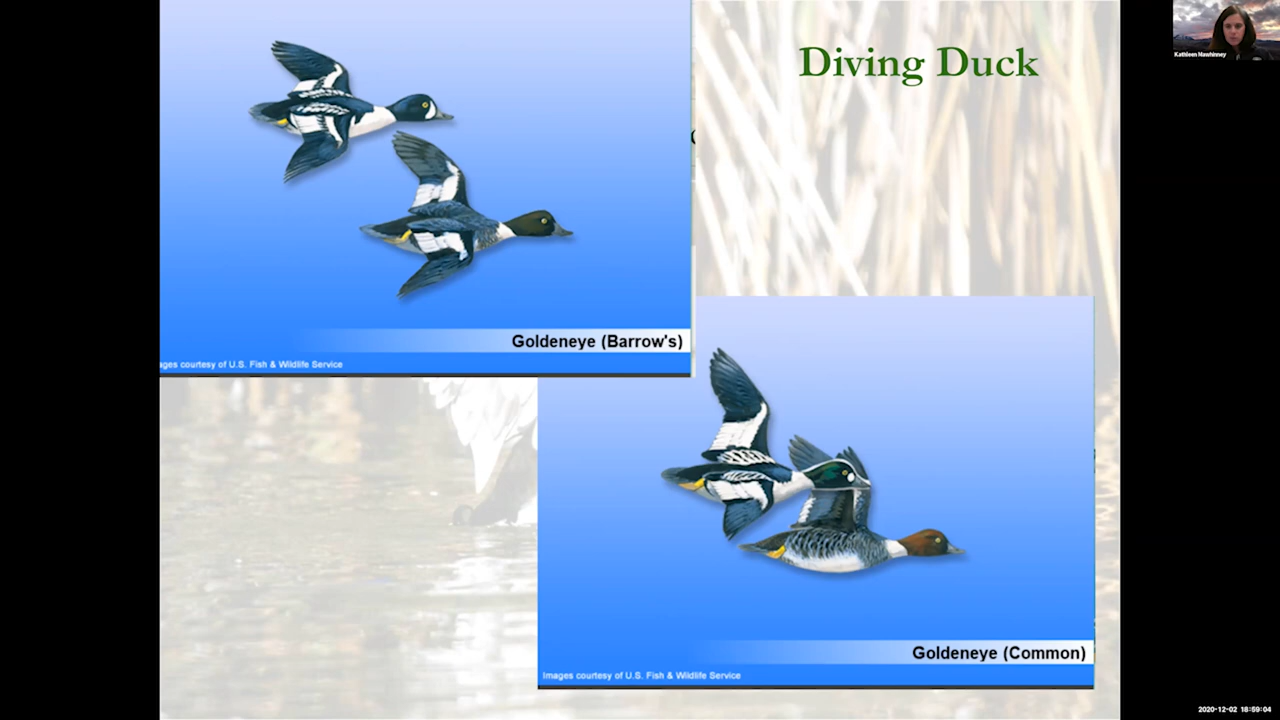 Diving Duck
Kathleen Mawhinney
Goldeneye (Barrow's)
ages courtesy of U.S. Fish & Wildlife Service
Goldeneye (Common)
Images courtesy of U.S. Fish & Wildlife Service
2020-12-02 18:59:04